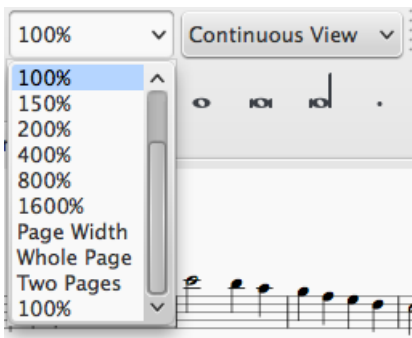 100% Continuous View
100%
150%
200%
400%
800%
1600%
Page Width
Whole Page
Two Pages
100%